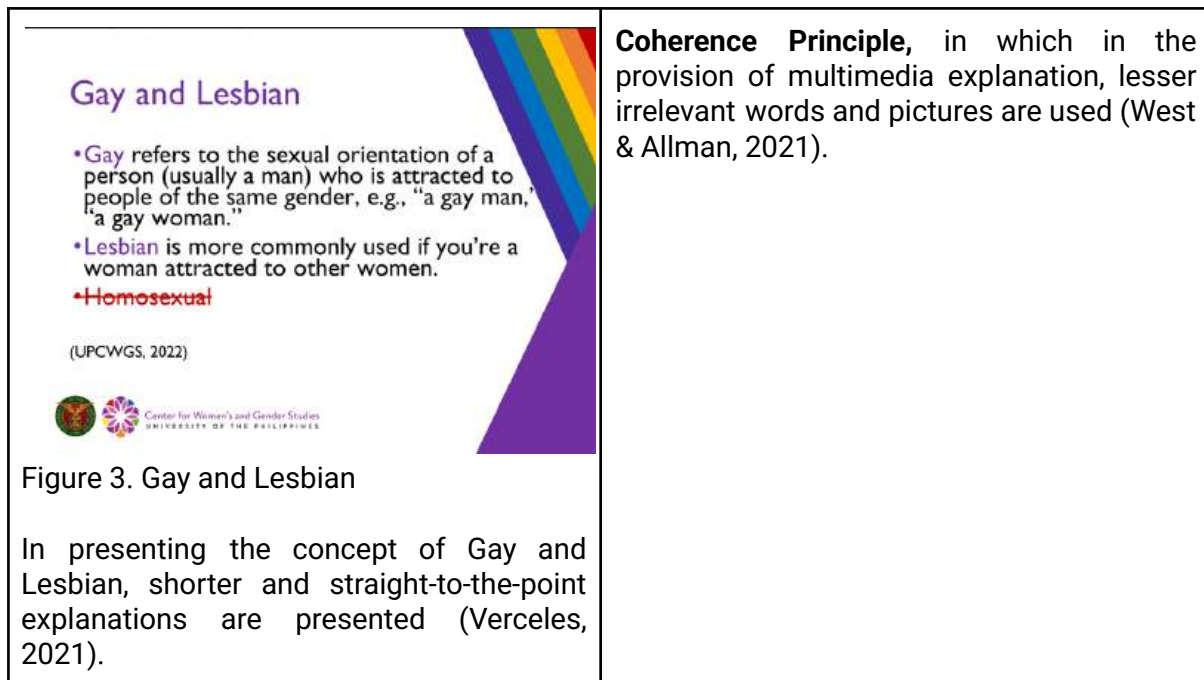 Gay and Lesbian
•Gay refers to the sexual orientation of a
person (usually a man) who is attracted to
people of the same gender, e.g., “a gay man,”
“a gay woman.”
•Lesbian is more commonly used if you’re a
woman attracted to other women.
•Homosexual
(UPCWGS, 2022)
Center for Women's and Gender Studies
UNIVERSITY OF THE PHILIPPINES
Figure 3. Gay and Lesbian
In presenting the concept of Gay and
Lesbian, shorter and straight-to-the-point
explanations are presented (Verceles,
2021).
Coherence Principle, in which in the
provision of multimedia explanation, lesser
irrelevant words and pictures are used (West
& Allman, 2021).